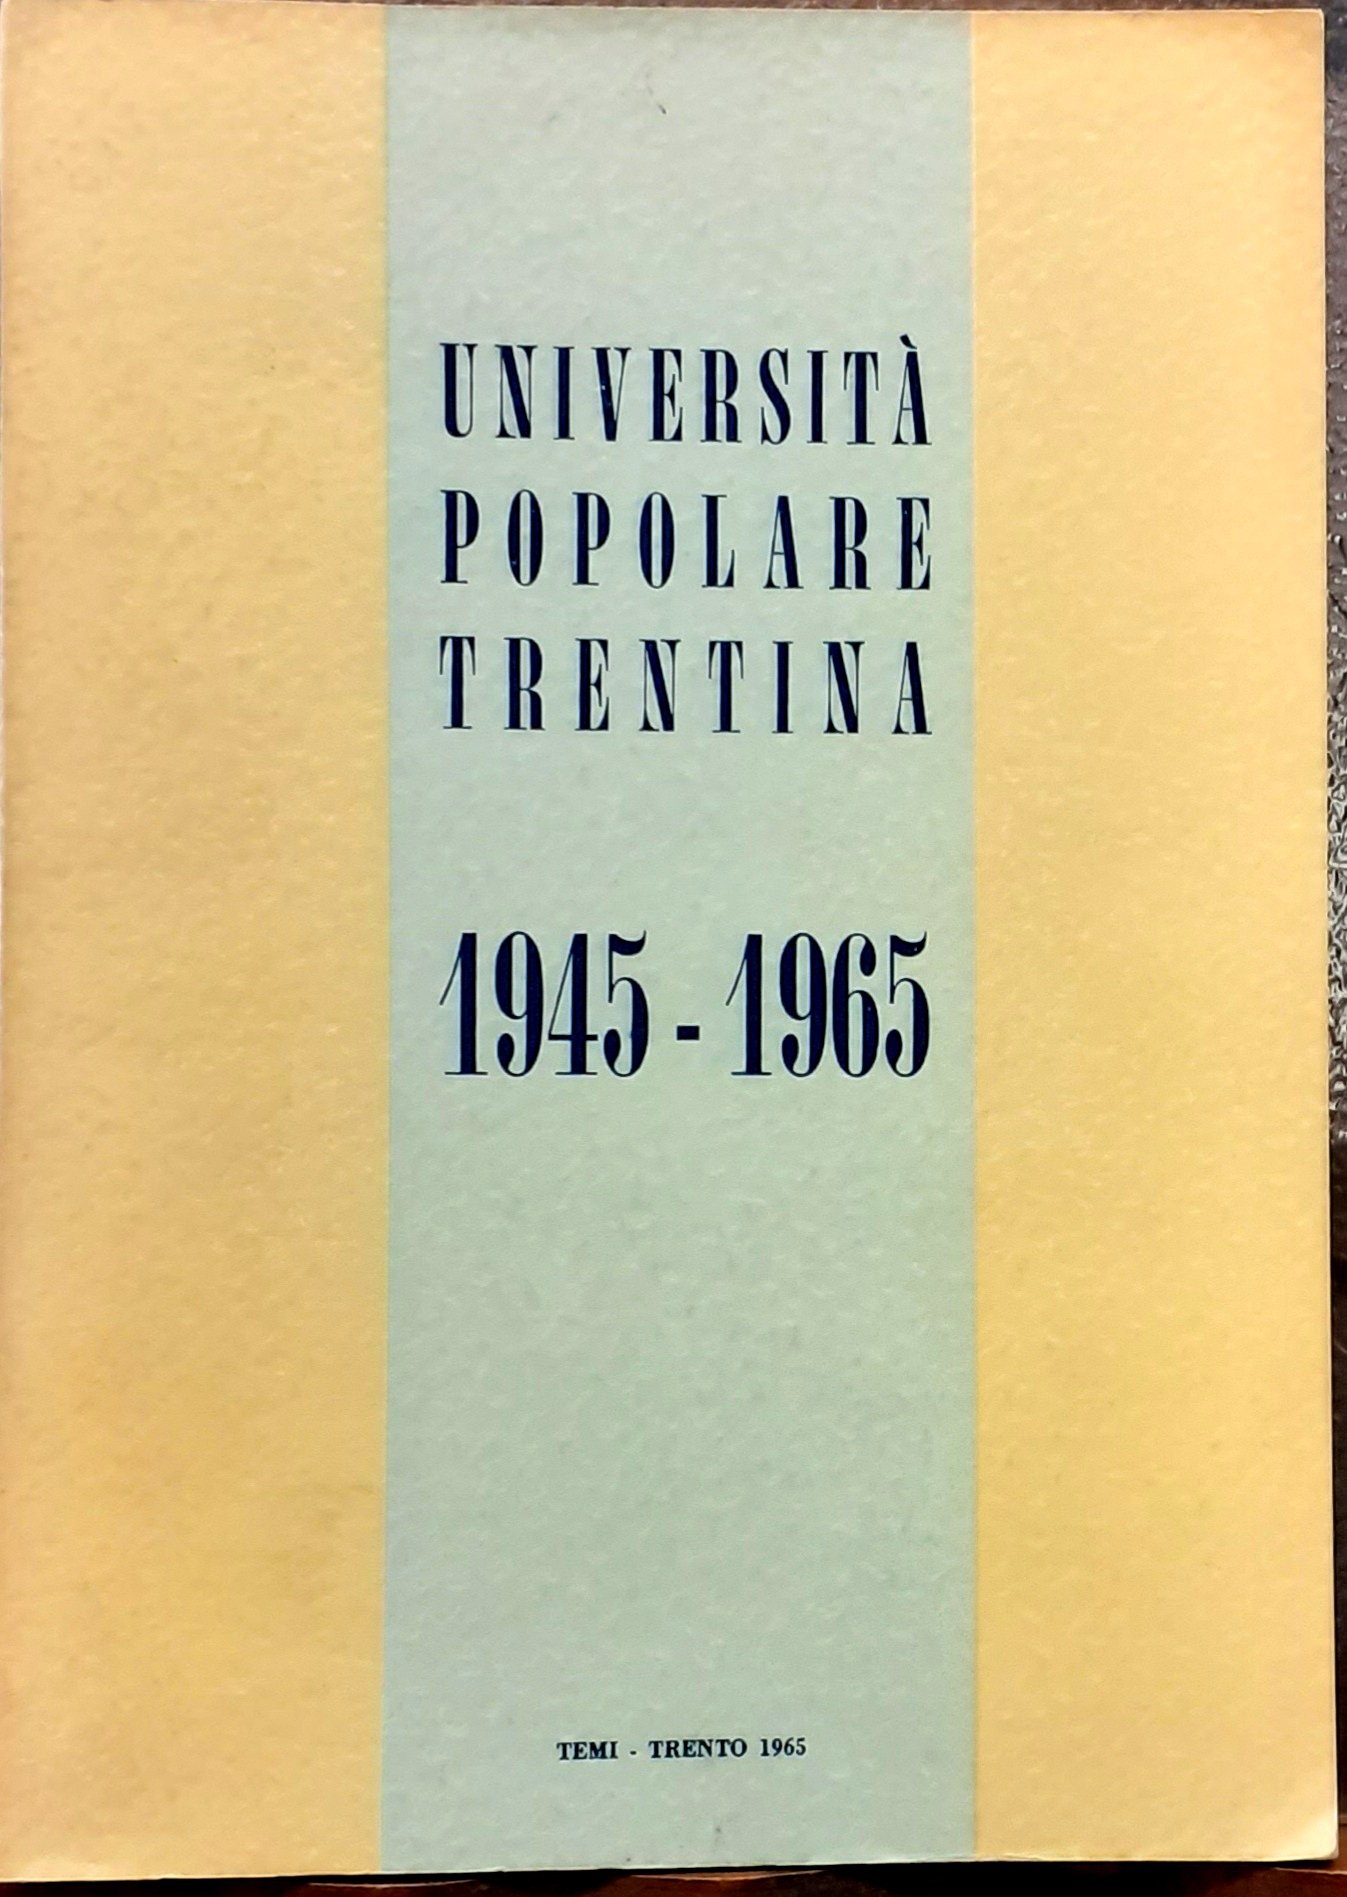 UNIVERSITÀ
POPOLARE
TRENTINA
1945 - 1965
TEMI - TRENTO 1965